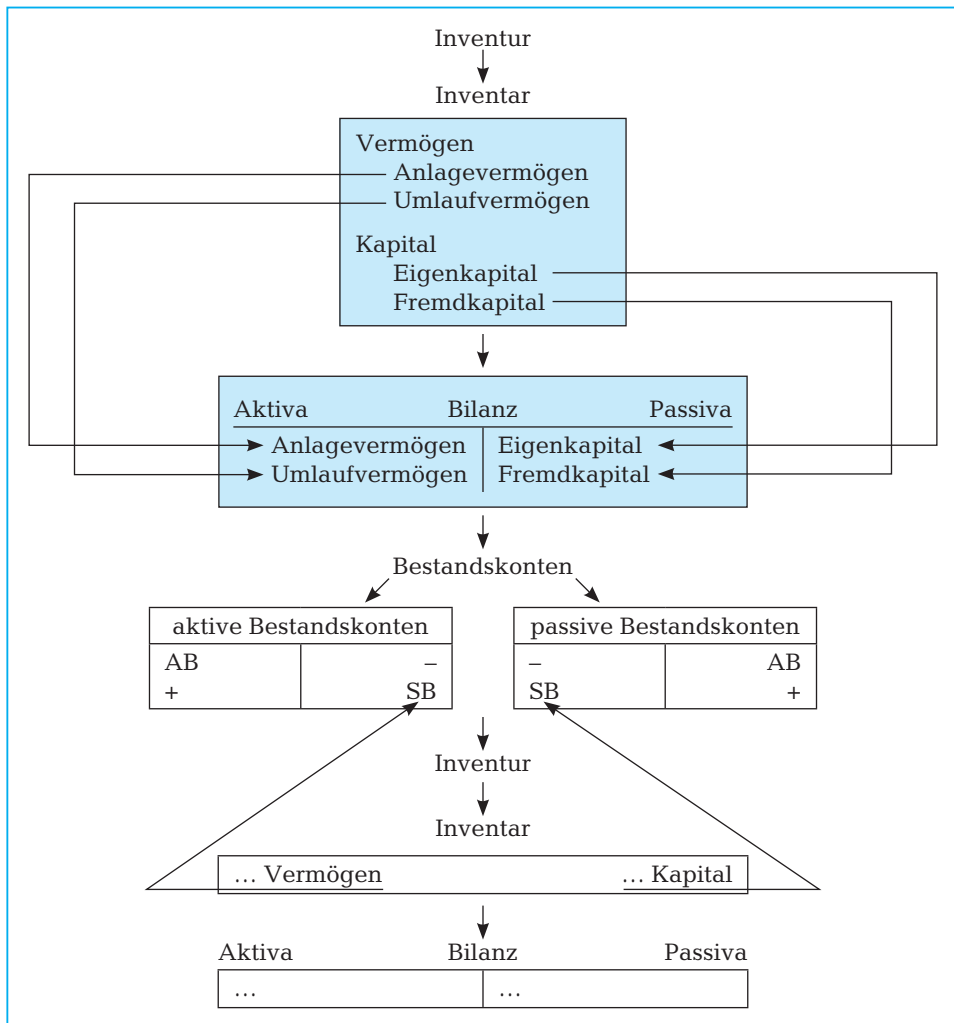 Inventur
Inventar
Vermögen
Anlagevermögen
Umlaufvermögen
Kapital
Eigenkapital
Fremdkapital
Aktiva Bilanz Passiva
Anlagevermögen Eigenkapital
Umlaufvermögen Fremdkapital
Bestandskonten
aktive Bestandskonten passive Bestandskonten
AB – – AB
+ SB SB +
Inventur
Inventar
… Vermögen … Kapital
Aktiva Bilanz Passiva
… …